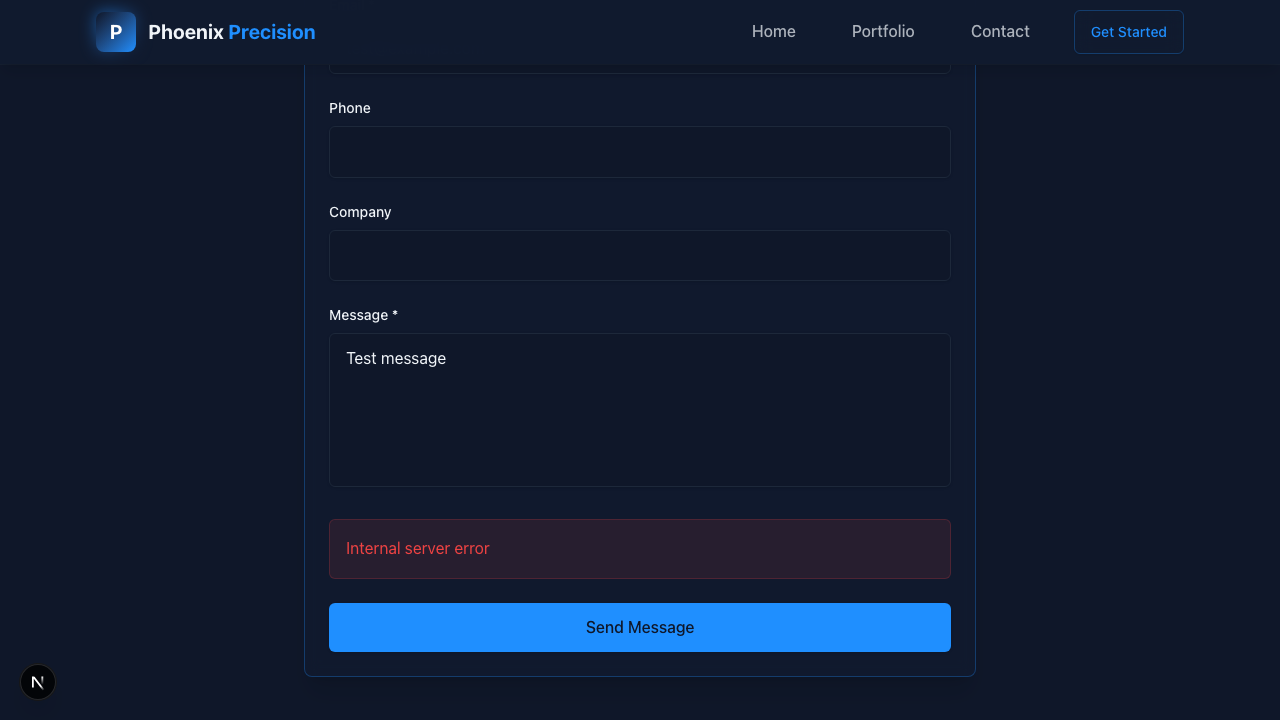 P
Phoenix Precision
Home
Portfolio
Contact
Get Started
Phone
Company
Message *
Test message
Internal server error
Send Message
N